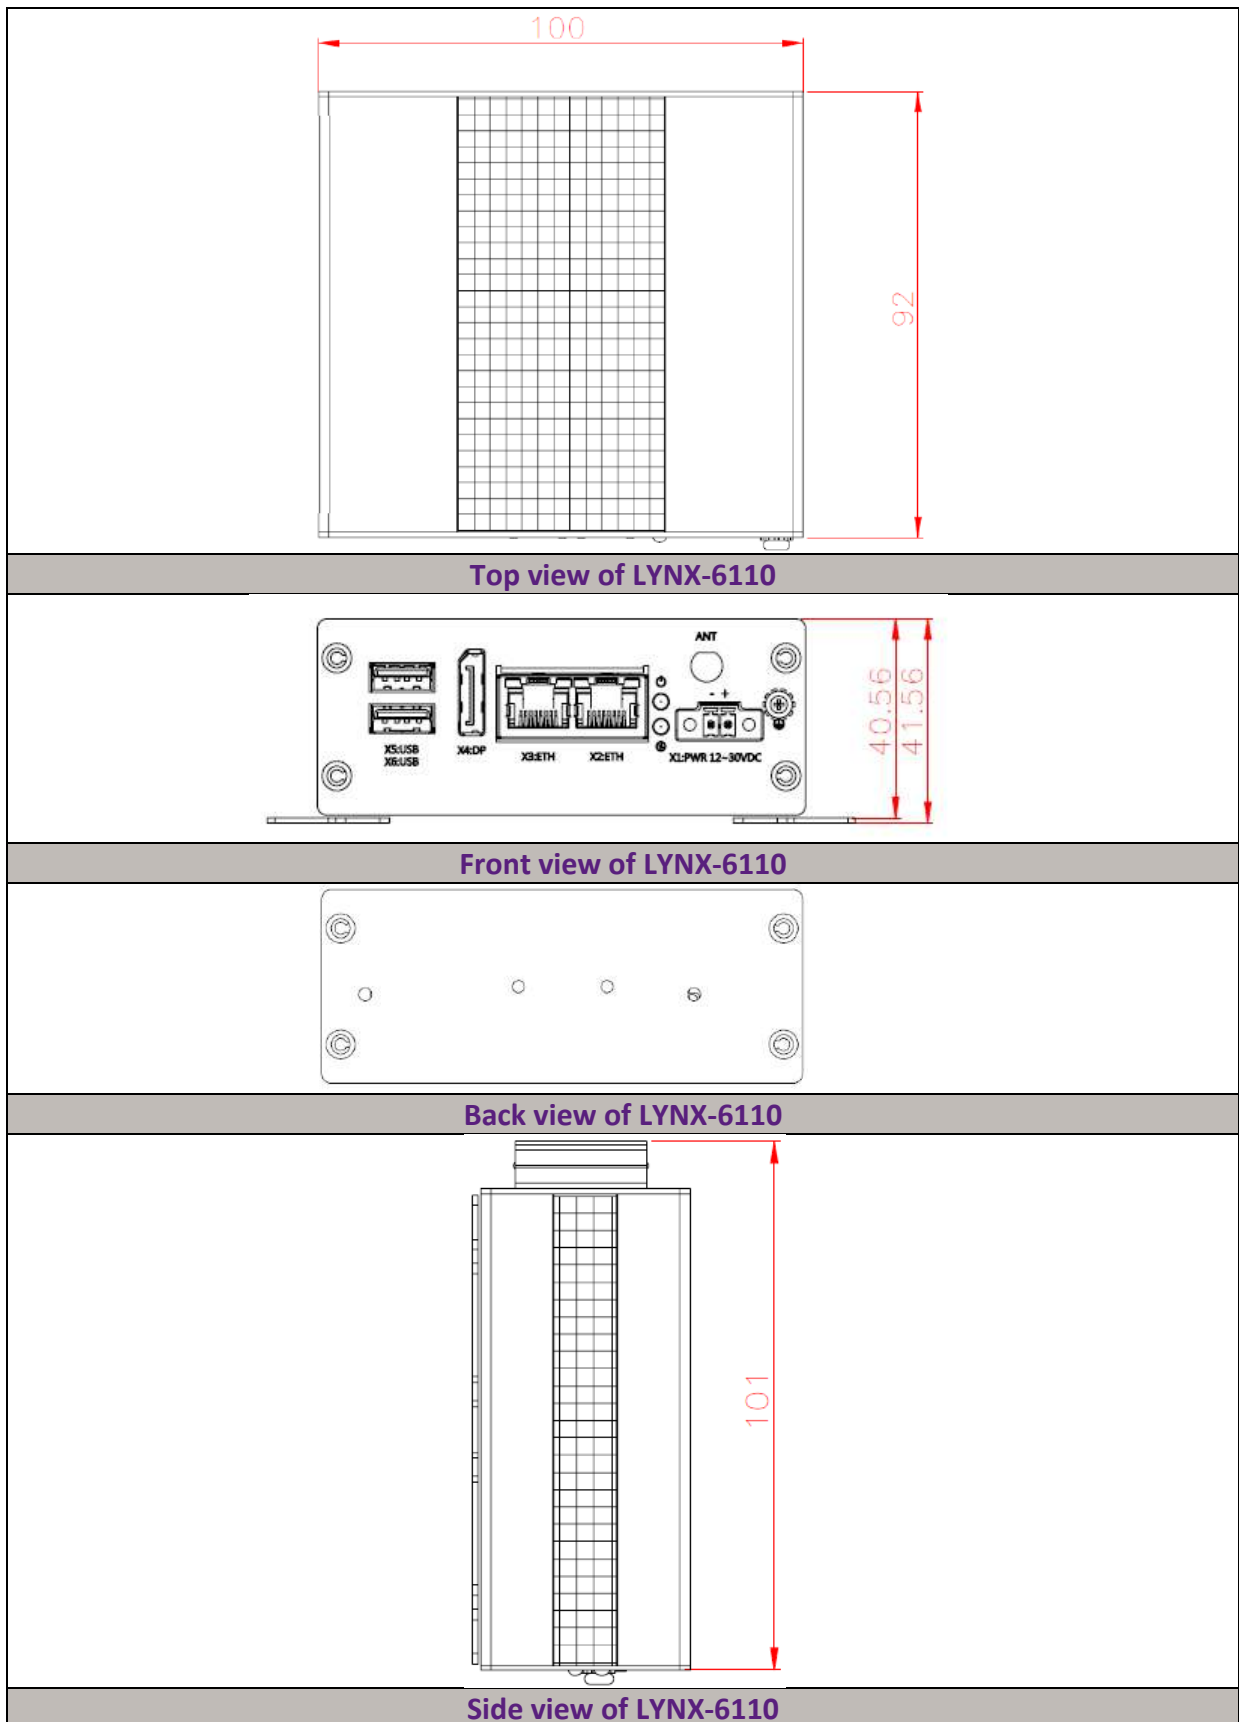 100
92
Top view of LYNX-6110
ANT
- +
X5:USB
X6:USB
X4:DP
X3:ETH
X2:ETH
X1:PWR 12~30VDC
40.56
41.56
Front view of LYNX-6110
Back view of LYNX-6110
101
Side view of LYNX-6110